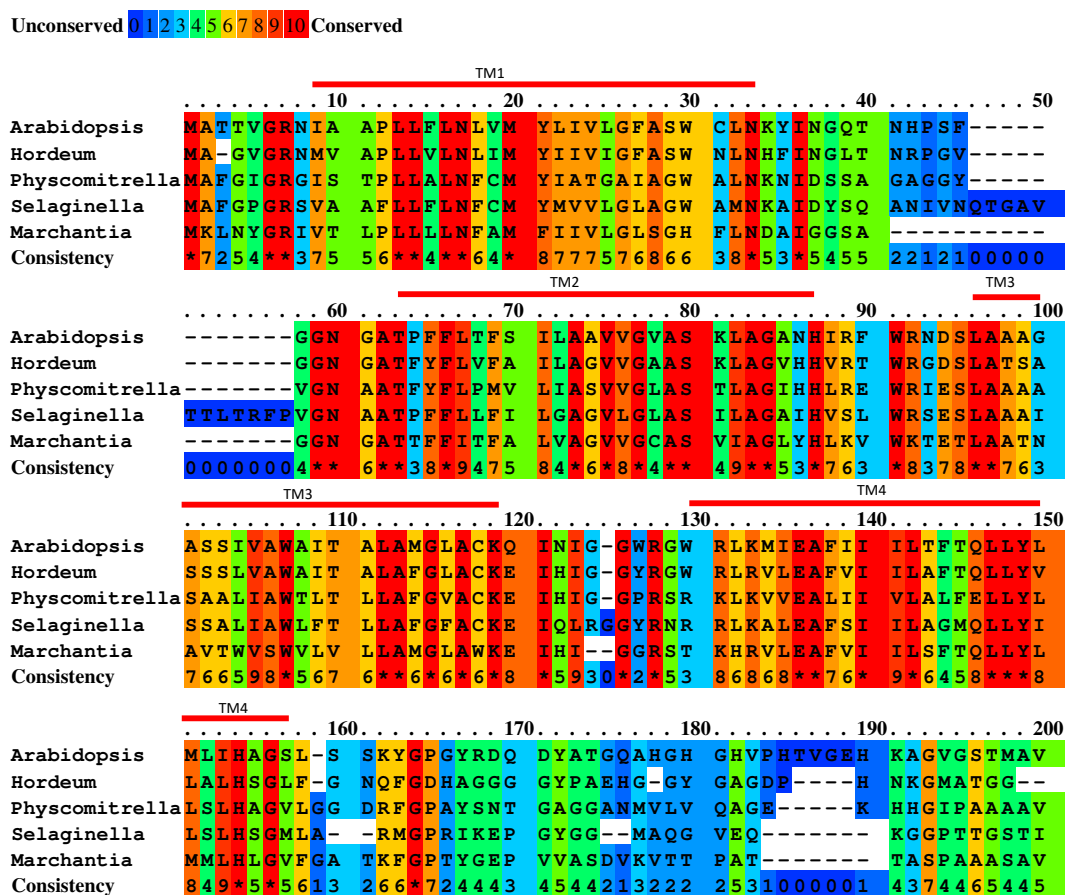 Unconserved 0 1 2 3 4 5 6 7 8 9 10 Conserved
TM1
. . . . . . . . . 10 . . . . . . . . . 20 . . . . . . . . . 30 . . . . . . . . . 40 . . . . . . . . . 50
Arabidopsis MATTVGRNIA APLLFLNLVM YLIVLGFASW CLNKYINGQT NHPSF-----
Hordeum MA-GVGRNMV APLLVLNLIM YIIVIGFASW NLNHFINGLT NRPGV-----
Physcomitrella MAFGIGRGIS TPLLALNFCM YIATGAIAGW ALNKNIDSSA GAGGY-----
Selaginella MAFGPGRSVA AFLLFLNFCM YMVVLGLAGW AMNKAIDYSQ ANIVNQTGAV
Marchantia MKLNYGRIVT LPLLLLNFAM FIIVLGLSGH FLNDAIGGSA ----------
Consistency *7254**375 56**4**64* 8777576866 38*53*5455 2212100000
TM2 TM3
. . . . . . . . . 60 . . . . . . . . . 70 . . . . . . . . . 80 . . . . . . . . . 90 . . . . . . . . . 100
Arabidopsis -------GGN GATPFFLTFS ILAAVVGVAS KLAGANHIRF WRNDSLAAAG
Hordeum -------GGN GATFYFLVFA ILAGVVGVAS KLAGVHHVRT WRGDSLATSA
Physcomitrella -------VGN AATFYFLPMV LIASVVGLAS TLAGIHHLRE WRIESLAAAA
Selaginella TTLTRFPVGN AATPFFLLFI LGAGVLGLAS ILAGAIHVSL WRSESLAAAI
Marchantia -------GGN GATTFFITFA LVAGVVGCAS VIAGLYHLKV WKTETLAATN
Consistency 00000004** 6**38*9475 84*6*8*4** 49**53*763 *8378**763
TM3 TM4
. . . . . . . . . 110 . . . . . . . . . 120 . . . . . . . . . 130 . . . . . . . . . 140 . . . . . . . . . 150
Arabidopsis ASSIVAWAIT ALAMGLACKQ INIG-GWRGW RLKMIEAFII ILTFTQLLYL
Hordeum SSSLVAWAIT ALAFGLACKE IHIG-GYRGW RLRVLEAFVI ILAFTQLLYV
Physcomitrella SAALIAWTLT LLAFGVACKE IHIG-GPRSR KLKVVEALII VLALFELLYL
Selaginella SSALIAWLFT LLAFGFACKE IQLRGGYRNR RLKALEAFSI ILAGMQLLYI
Marchantia AVTWVSWVLV LLAMGLAWKE IHI--GGRST KHRVLEAFVI ILSFTQLLYL
Consistency 766598*567 6**6*6*6*8 *5930*2*53 86868**76* 9*6458***8
TM4
. . . . . . . . . 160 . . . . . . . . . 170 . . . . . . . . . 180 . . . . . . . . . 190 . . . . . . . . . 200
Arabidopsis MLIHAGSL-S SKYGPGYRDQ DYATGQAHGH GHVPHTVGEH KAGVGSTMAV
Hordeum LALHSGLF-G NQFGDHAGGG GYPAEHG-GY GAGDP----H NKGMATGG--
Physcomitrella LSLHAGVLGG DRFGPAYSNT GAGGANMVLV QAGE-----K HHGIPAAAAV
Selaginella LSLHSGMLA- --RMGPRIKEP GYGG--MAQG VEQ------- KGGPTTGSTI
Marchantia MMLHLGVFGA TKFGPTYGEP VVASDVKVTT PAT------- TASPAAASAV
Consistency 849*5*5613 266*724443 4544213222 2531000001 4374465445